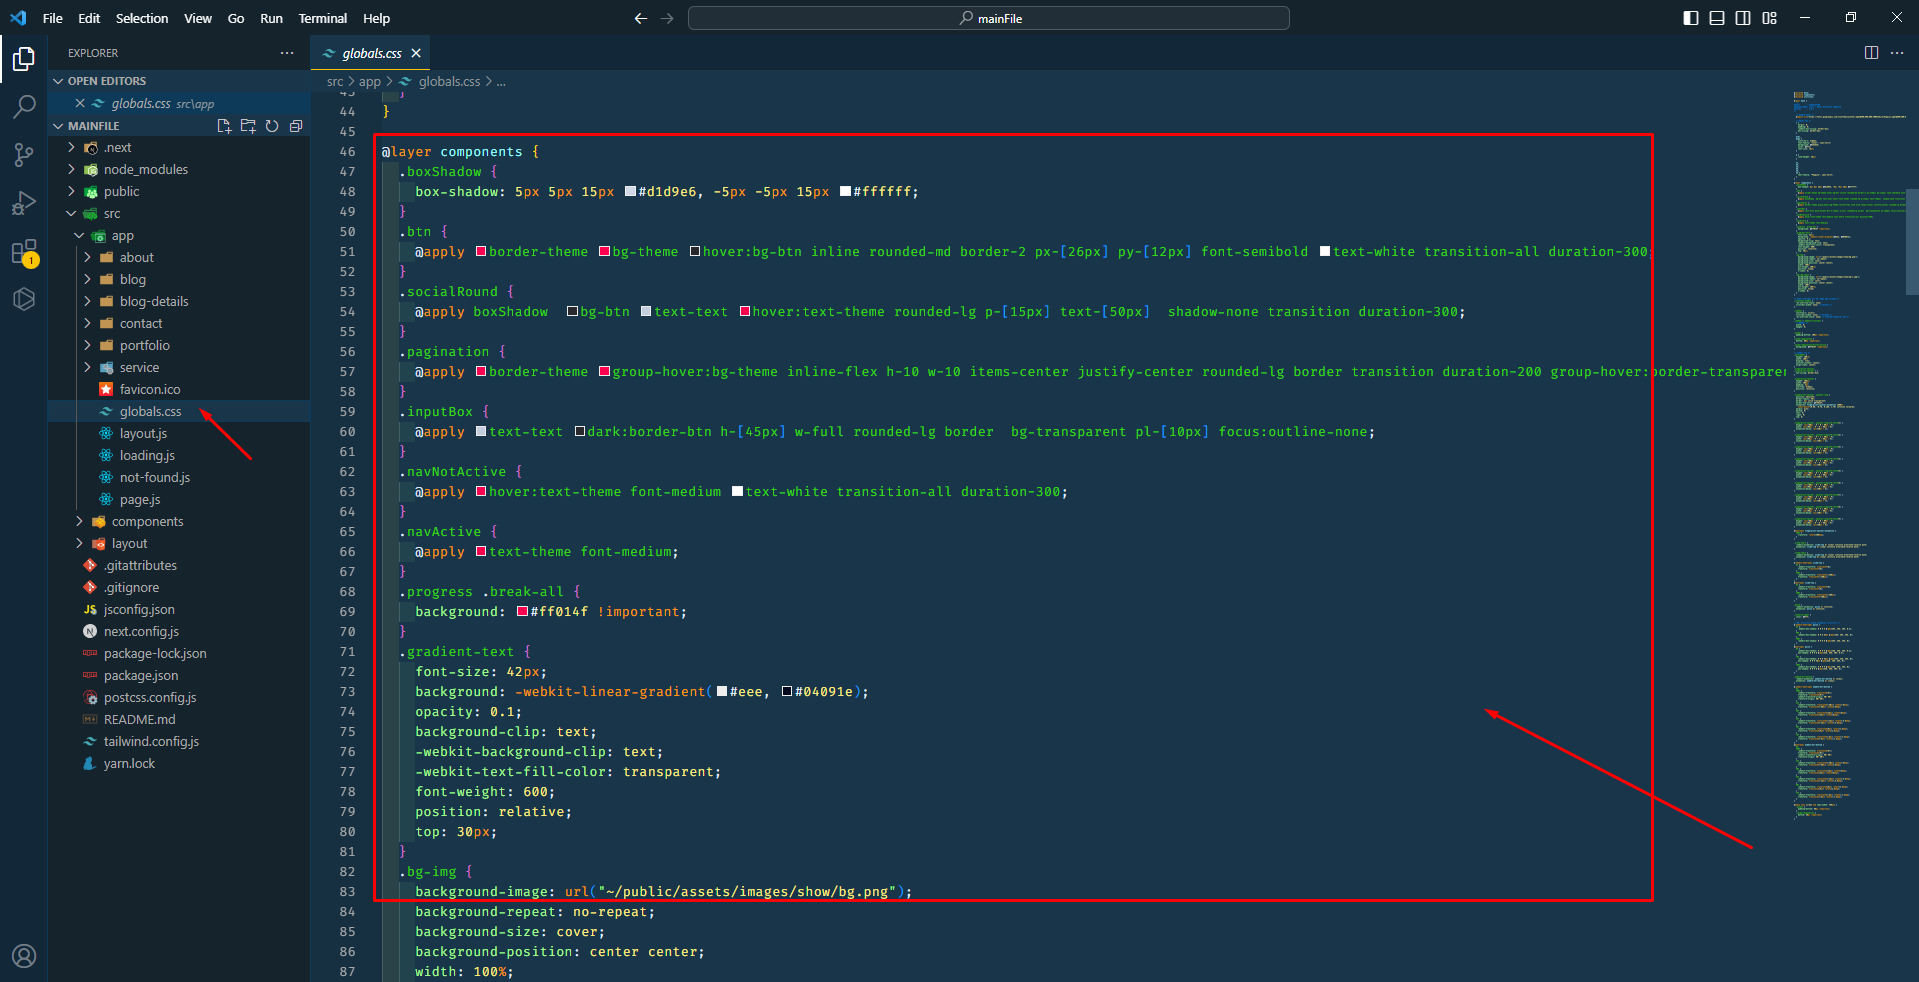 File Edit Selection View Go Run Terminal Help
mainFile
EXPLORER
globals.css
OPEN EDITORS
globals.css src\app
src > app > globals.css > ...
MAINFILE
.next
node_modules
public
src
app
about
blog
blog-details
contact
portfolio
service
favicon.ico
globals.css
layout.js
loading.js
not-found.js
page.js
components
layout
.gitattributes
.gitignore
jsconfig.json
next.config.js
package-lock.json
package.json
postcss.config.js
README.md
tailwind.config.js
yarn.lock
1
43 }
44 }
45
46 @layer components {
47 .boxShadow {
48 box-shadow: 5px 5px 15px #d1d9e6, -5px -5px 15px #ffffff;
49 }
50 .btn {
51 @apply border-theme bg-theme hover:bg-btn inline rounded-md border-2 px-[26px] py-[12px] font-semibold text-white transition-all duration-300;
52 }
53 .socialRound {
54 @apply boxShadow bg-btn text-text hover:text-theme rounded-lg p-[15px] text-[50px] shadow-none transition duration-300;
55 }
56 .pagination {
57 @apply border-theme group-hover:bg-theme inline-flex h-10 w-10 items-center justify-center rounded-lg border transition duration-200 group-hover:border-transparen
58 }
59 .inputBox {
60 @apply text-text dark:border-btn h-[45px] w-full rounded-lg border bg-transparent pl-[10px] focus:outline-none;
61 }
62 .navNotActive {
63 @apply hover:text-theme font-medium text-white transition-all duration-300;
64 }
65 .navActive {
66 @apply text-theme font-medium;
67 }
68 .progress .break-all {
69 background: #ff014f !important;
70 }
71 .gradient-text {
72 font-size: 42px;
73 background: -webkit-linear-gradient(#eee, #04091e);
74 opacity: 0.1;
75 background-clip: text;
76 -webkit-background-clip: text;
77 -webkit-text-fill-color: transparent;
78 font-weight: 600;
79 position: relative;
80 top: 30px;
81 }
82 .bg-img {
83 background-image: url("~/public/assets/images/show/bg.png");
84 background-repeat: no-repeat;
85 background-size: cover;
86 background-position: center center;
87 width: 100%;